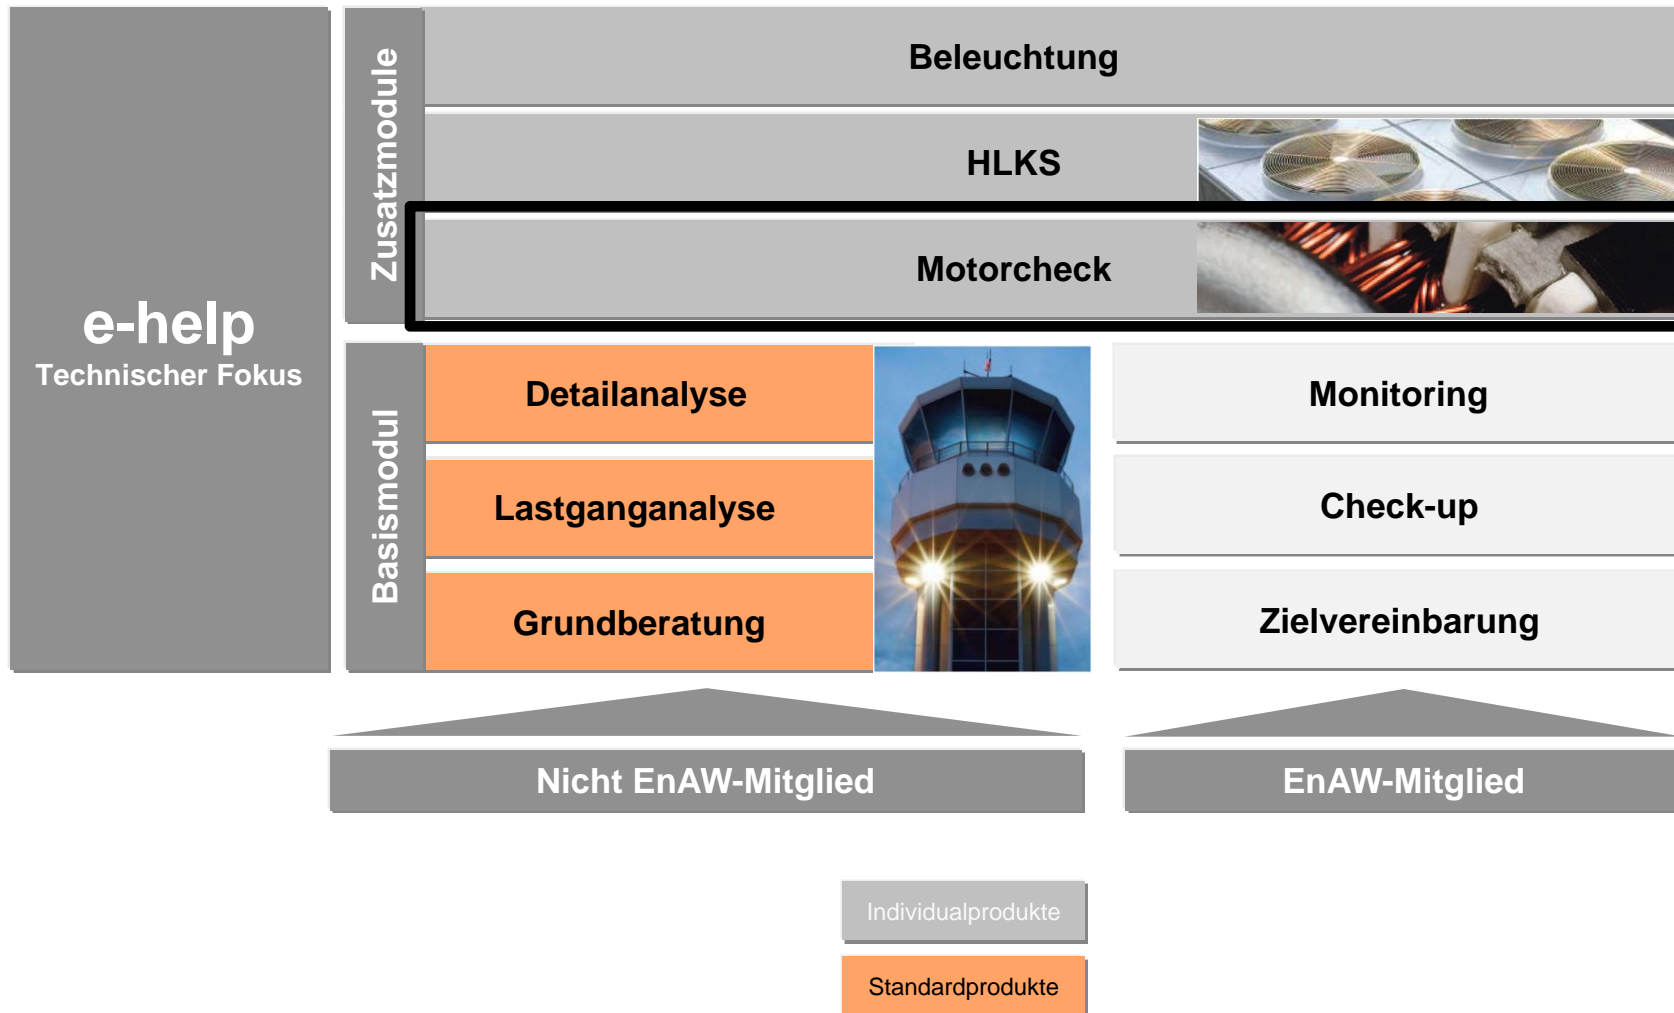 e-help
Technischer Fokus
Zusatzmodule
Beleuchtung
HLKS
Motorcheck
Basismodul
Detailanalyse
Lastganganalyse
Grundberatung
Monitoring
Check-up
Zielvereinbarung
Nicht EnAW-Mitglied
EnAW-Mitglied
Individualprodukte
Standardprodukte